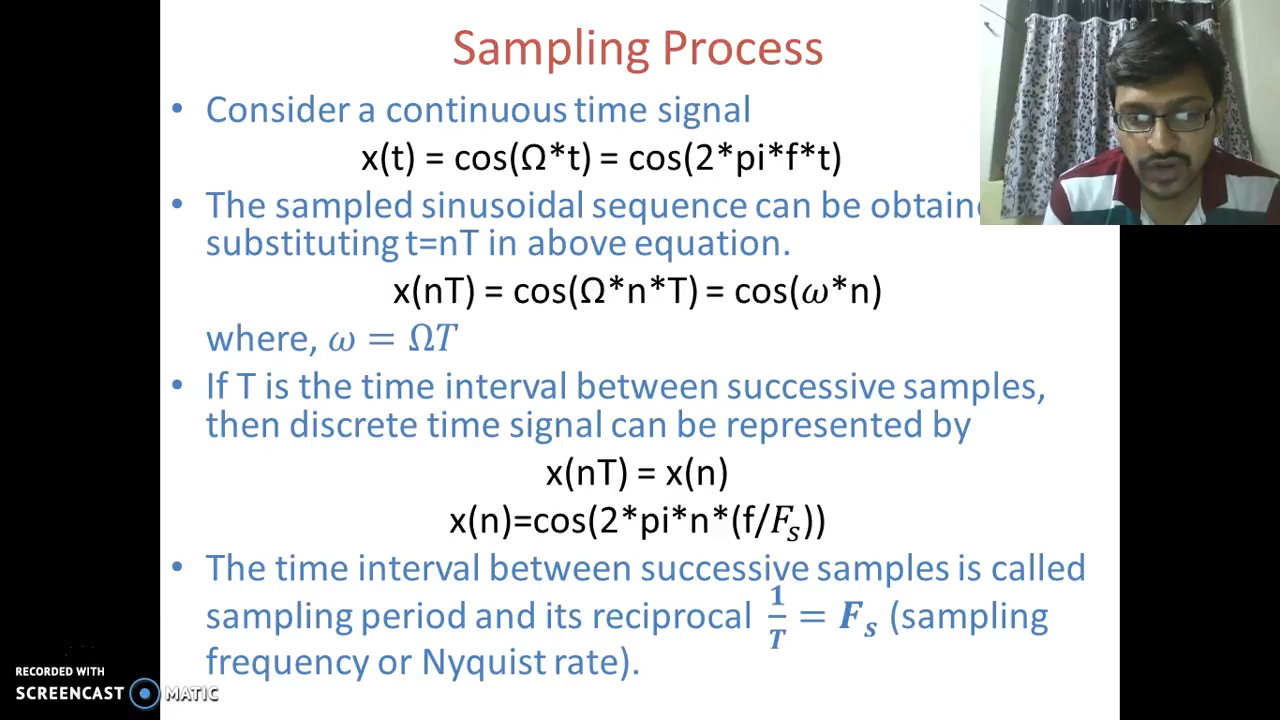 Sampling Process
• Consider a continuous time signal
x(t) = cos(Ω*t) = cos(2*pi*f*t)
• The sampled sinusoidal sequence can be
substituting t=nT in above equation.
x(nT) = cos(Ω*n*T) = cos(ω*n)
where, ω = ΩT
• If T is the time interval between successive samples,
then discrete time signal can be represented by
x(nT) = x(n)
x(n)=cos(2*pi*n*(f/Fₛ))
• The time interval between successive samples is called
sampling period and its reciprocal 1/T = Fₛ (sampling
frequency or Nyquist rate).
RECORDED WITH
SCREENCAST MATIC